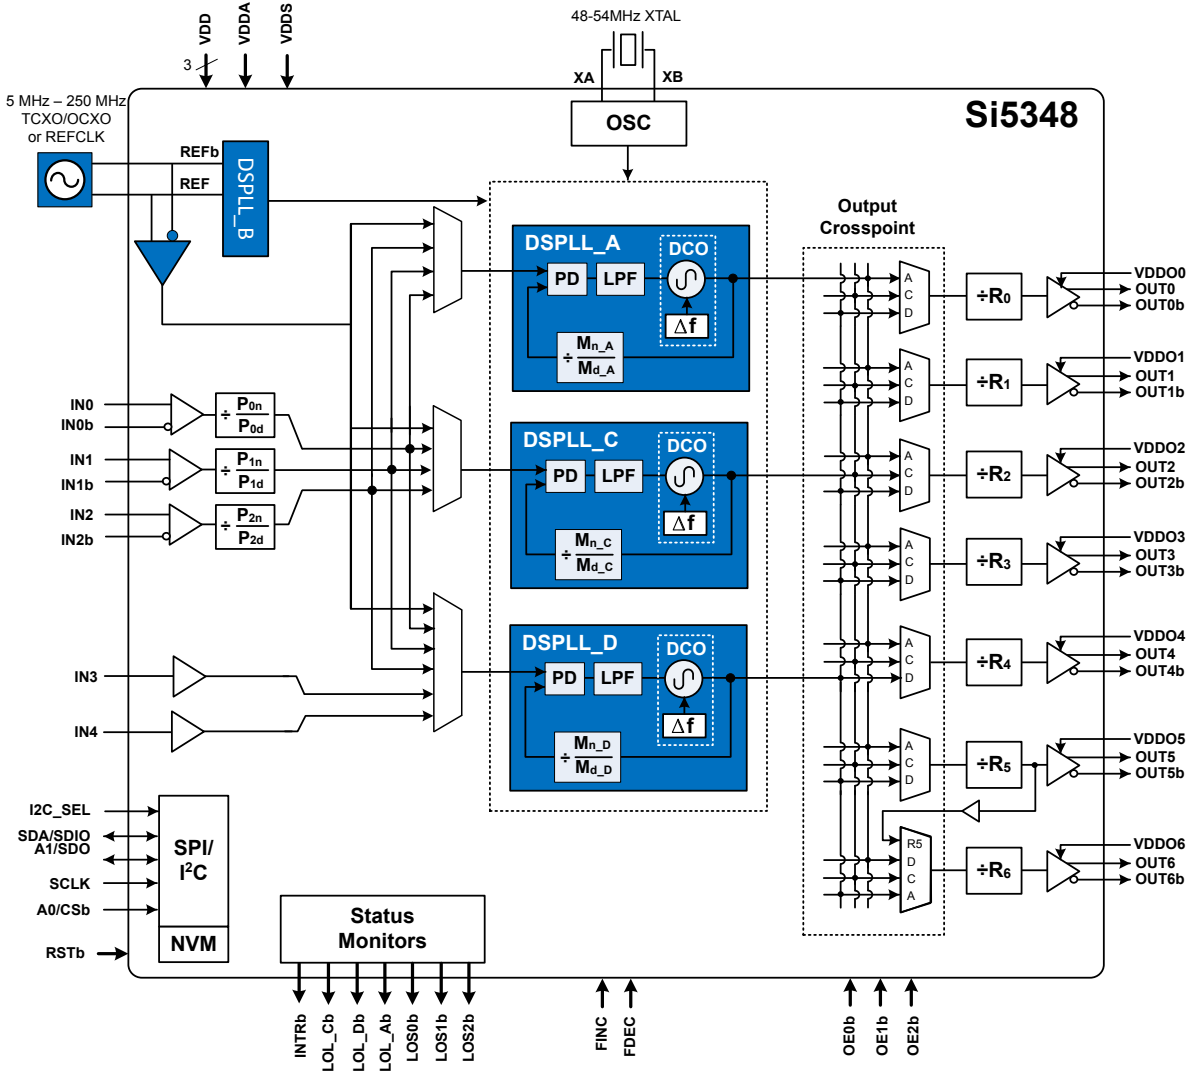 48-54MHz XTAL
VDD
VDDA
VDDS
3
XA
XB
Si5348
5 MHz – 250 MHz
TCXO/OCXO
or REFCLK
OSC
REFb
REF
DSPLL_B
Output
Crosspoint
DSPLL_A
DCO
PD
LPF
Δf
÷ Mn_A
Md_A
A
C
D
÷R0
VDDO0
OUT0
OUT0b
A
C
D
÷R1
VDDO1
OUT1
OUT1b
IN0
IN0b
÷ P0n
P0d
IN1
IN1b
÷ P1n
P1d
IN2
IN2b
÷ P2n
P2d
DSPLL_C
DCO
PD
LPF
Δf
÷ Mn_C
Md_C
A
C
D
÷R2
VDDO2
OUT2
OUT2b
A
C
D
÷R3
VDDO3
OUT3
OUT3b
IN3
IN4
DSPLL_D
DCO
PD
LPF
Δf
÷ Mn_D
Md_D
A
C
D
÷R4
VDDO4
OUT4
OUT4b
A
C
D
÷R5
VDDO5
OUT5
OUT5b
R5
D
C
A
÷R6
VDDO6
OUT6
OUT6b
I2C_SEL
SDA/SDIO
A1/SDO
SCLK
A0/CSb
RSTb
SPI/
I2C
NVM
Status
Monitors
INTRb
LOL_Cb
LOL_Db
LOL_Ab
LOS0b
LOS1b
LOS2b
FINC
FDEC
OE0b
OE1b
OE2b